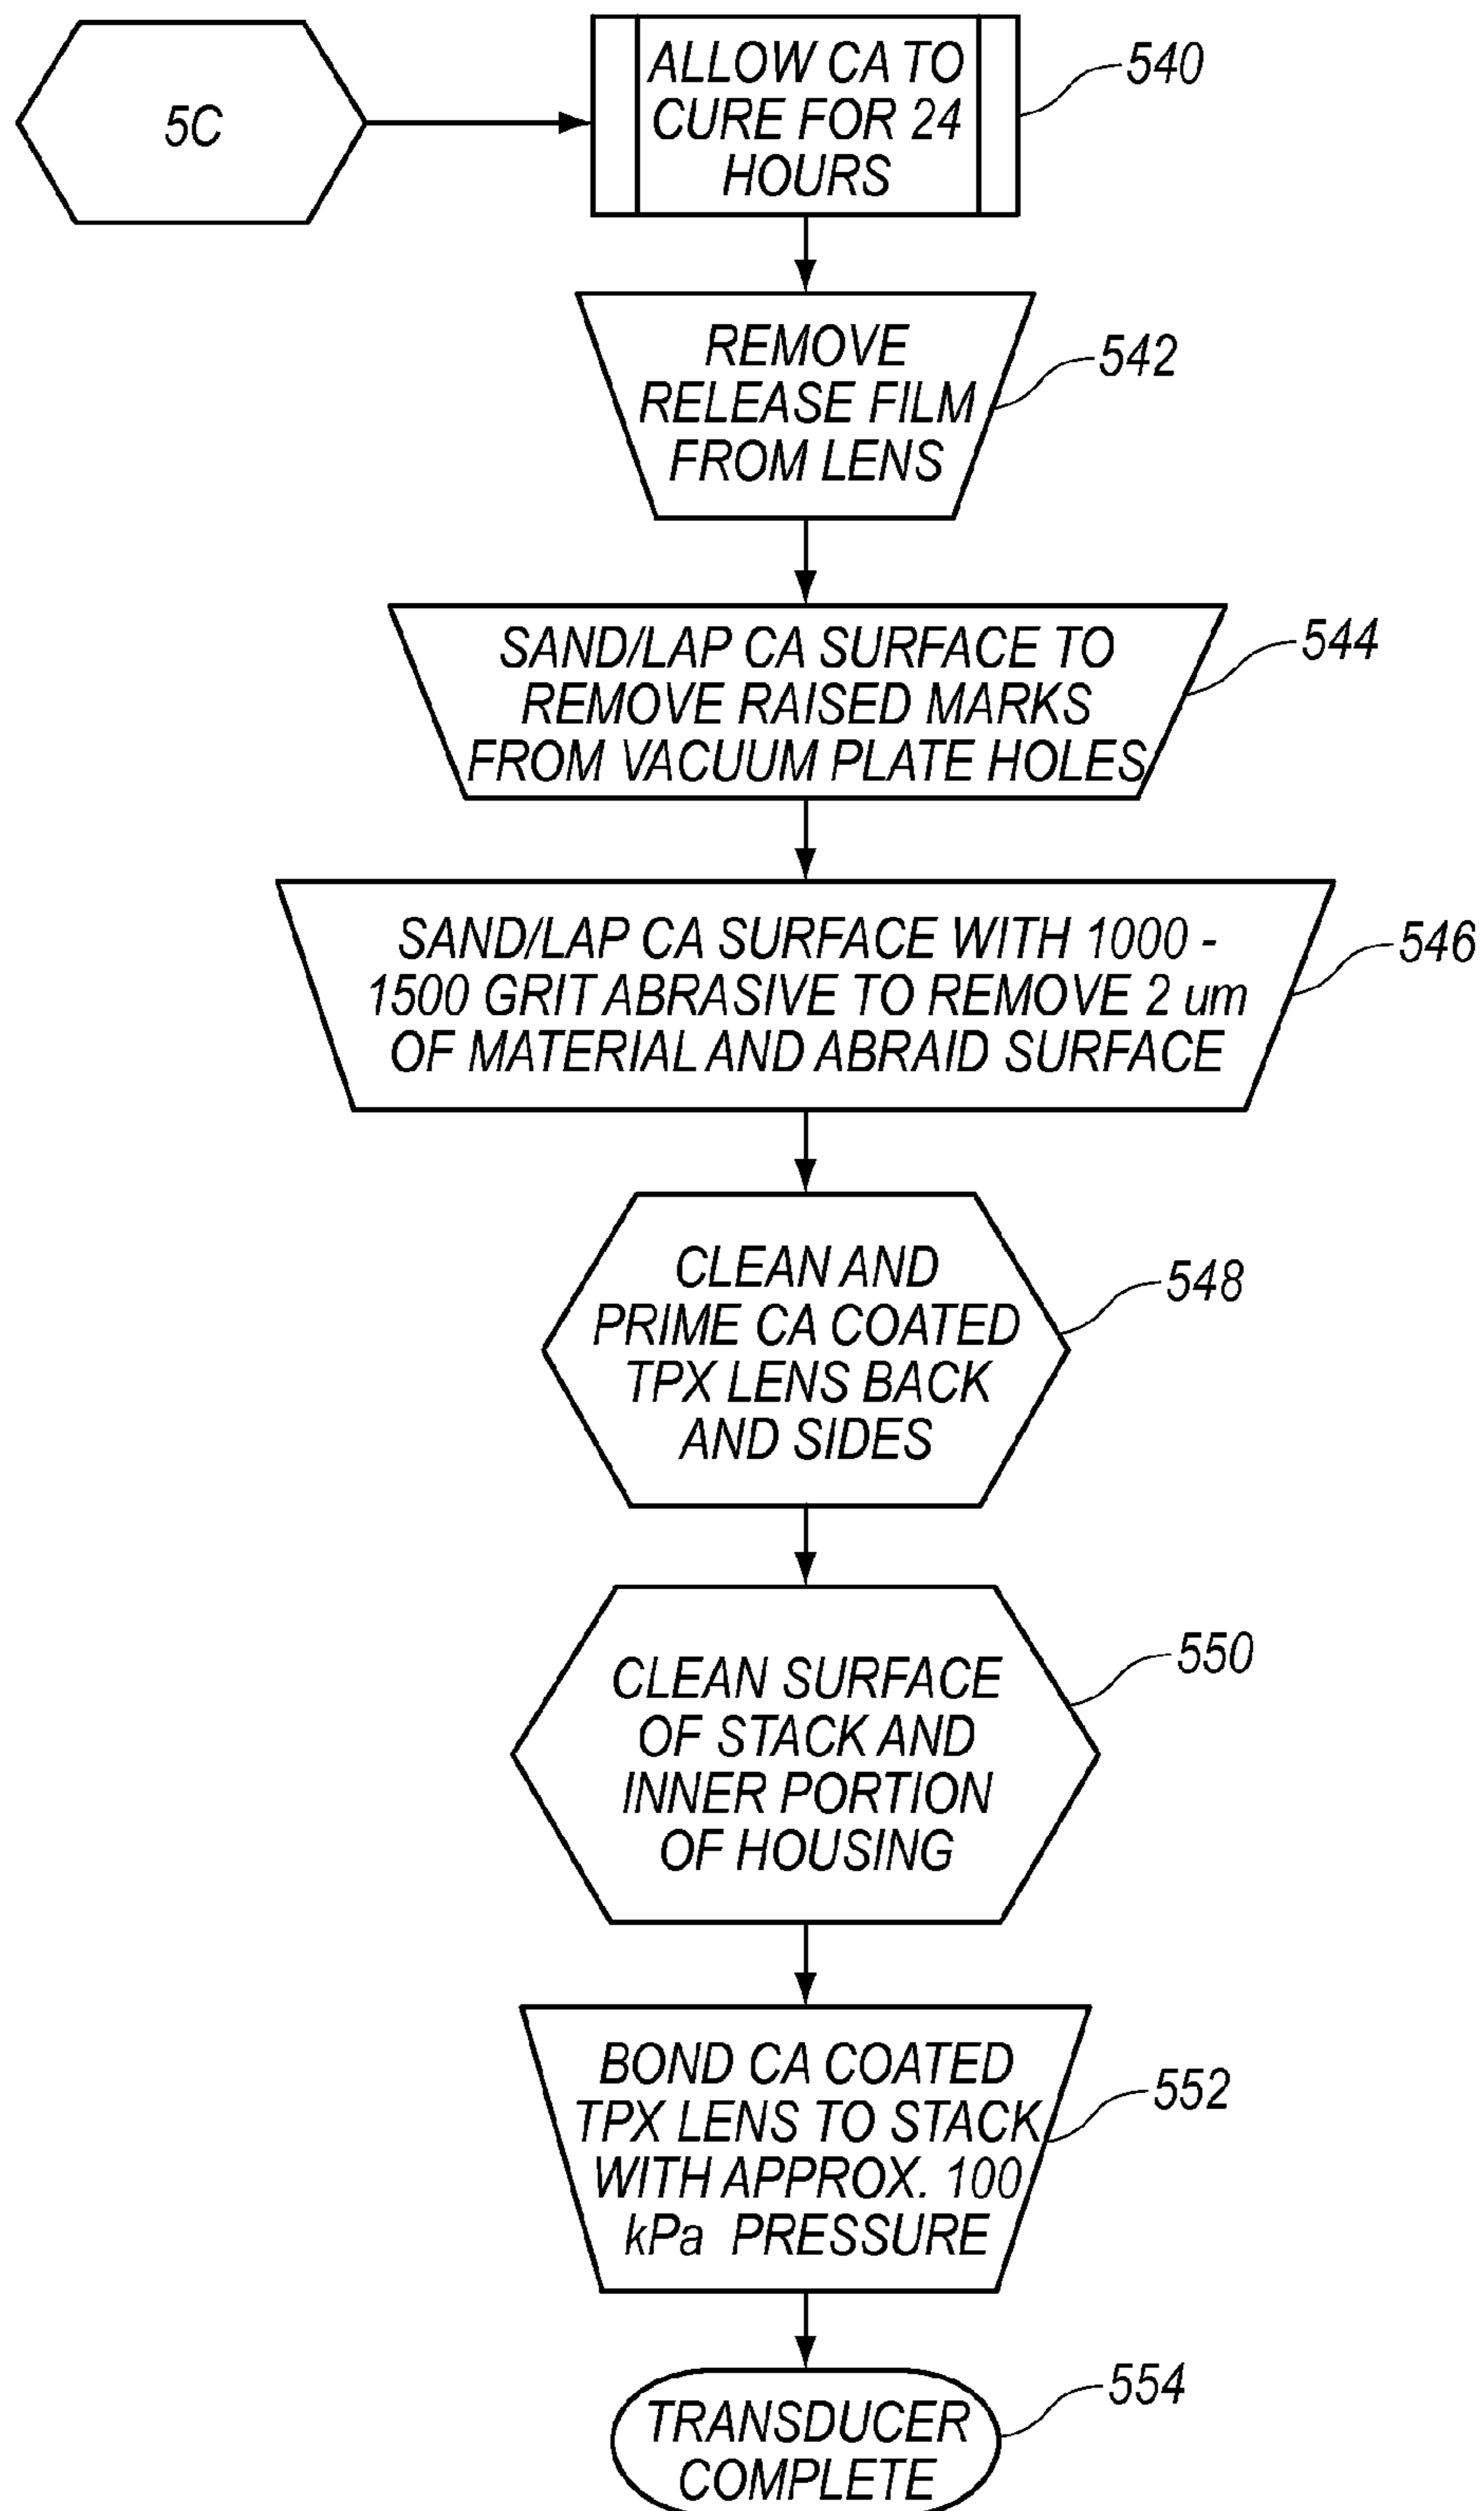 5C
ALLOW CA TO
CURE FOR 24
HOURS
540
REMOVE
RELEASE FILM
FROM LENS
542
SAND/LAP CA SURFACE TO
REMOVE RAISED MARKS
FROM VACUUM PLATE HOLES
544
SAND/LAP CA SURFACE WITH 1000 -
1500 GRIT ABRASIVE TO REMOVE 2 um
OF MATERIAL AND ABRAID SURFACE
546
CLEAN AND
PRIME CA COATED
TPX LENS BACK
AND SIDES
548
CLEAN SURFACE
OF STACK AND
INNER PORTION
OF HOUSING
550
BOND CA COATED
TPX LENS TO STACK
WITH APPROX. 100
kPa PRESSURE
552
TRANSDUCER
COMPLETE
554